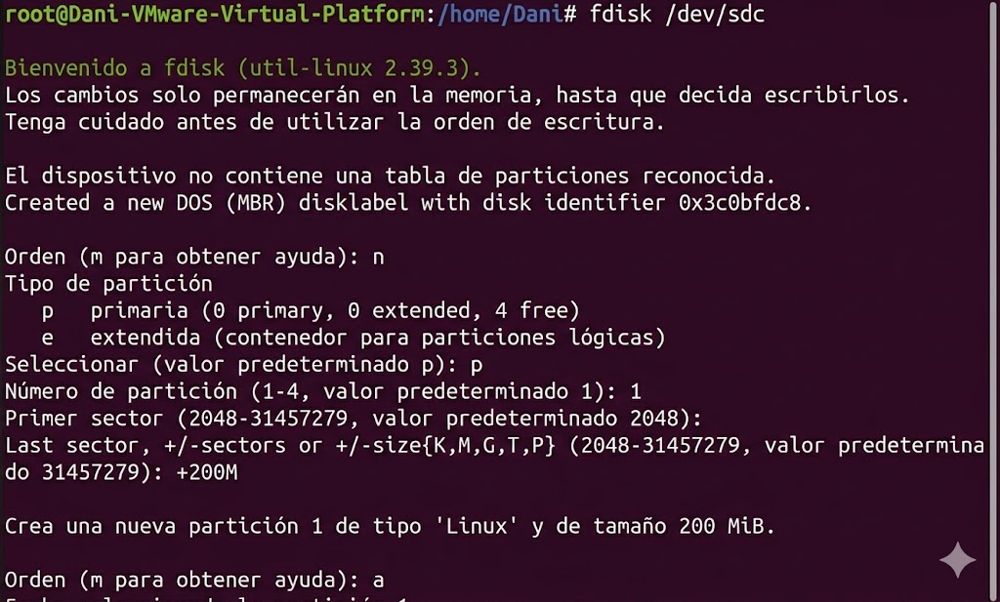 root@Dani-VMware-Virtual-Platform:/home/Dani# fdisk /dev/sdc
Bienvenido a fdisk (util-linux 2.39.3).
Los cambios solo permanecerán en la memoria, hasta que decida escribirlos.
Tenga cuidado antes de utilizar la orden de escritura.
El dispositivo no contiene una tabla de particiones reconocida.
Created a new DOS (MBR) disklabel with disk identifier 0x3c0bfdc8.
Orden (m para obtener ayuda): n
Tipo de partición
p   primaria (0 primary, 0 extended, 4 free)
e   extendida (contenedor para particiones lógicas)
Seleccionar (valor predeterminado p): p
Número de partición (1-4, valor predeterminado 1): 1
Primer sector (2048-31457279, valor predeterminado 2048):
Last sector, +/-sectors or +/-size{K,M,G,T,P} (2048-31457279, valor predetermina
do 31457279): +200M
Crea una nueva partición 1 de tipo 'Linux' y de tamaño 200 MiB.
Orden (m para obtener ayuda): a